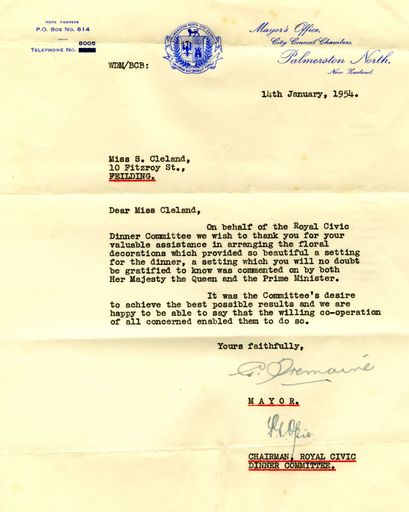 NOTE ADDRESS
P.O. Box No. 614
8005
TELEPHONE No.
Mayor's Office,
City Council Chambers,
Palmerston North,
New Zealand.
WDM/BCB:
14th January, 1954.
Miss S. Cleland,
10 Fitzroy St.,
FEILDING.
Dear Miss Cleland,
On behalf of the Royal Civic
Dinner Committee we wish to thank you for your
valuable assistance in arranging the floral
decorations which provided so beautiful a setting
for the dinner, a setting which you will no doubt
be gratified to know was commented on by both
Her Majesty the Queen and the Prime Minister.
It was the Committee's desire
to achieve the best possible results and we are
happy to be able to say that the willing co-operation
of all concerned enabled them to do so.
Yours faithfully,
G. Tremaine
MAYOR.
CHAIRMAN, ROYAL CIVIC
DINNER COMMITTEE.